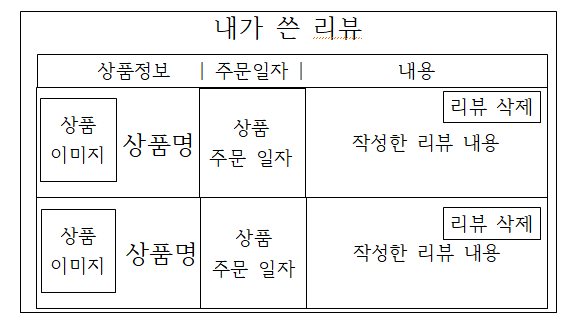 내가 쓴 리뷰
상품정보 | 주문일자 | 내용
리뷰 삭제
상품
이미지
상품명
상품
주문 일자
작성한 리뷰 내용
리뷰 삭제
상품
이미지
상품명
상품
주문 일자
작성한 리뷰 내용